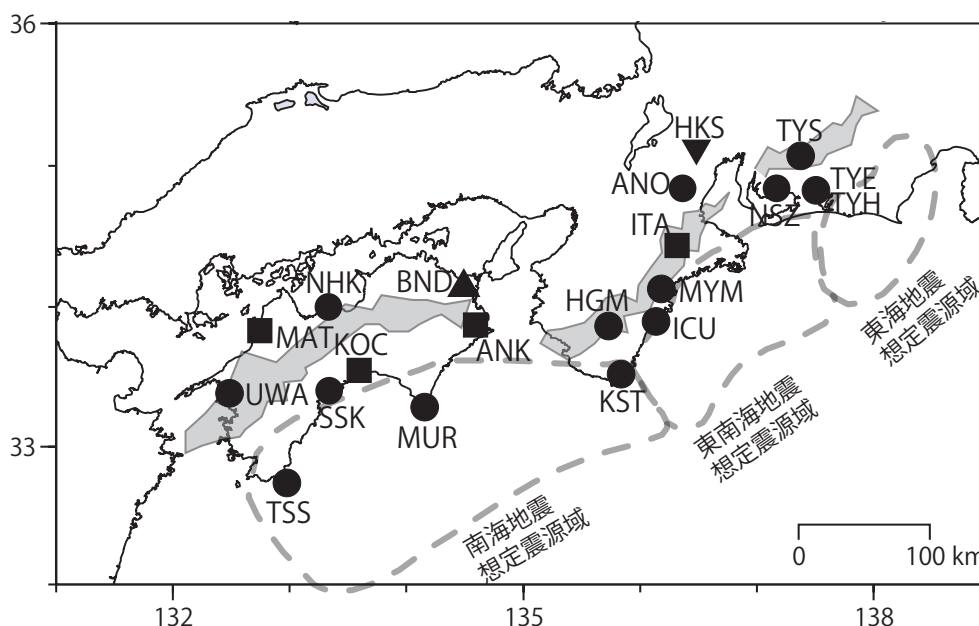 36
HKS
TYS
ANO
TYE
NSZ
TYH
ITA
NHK
BND
MYM
HGM
MAT
ICU
KOC
ANK
東海地震
想定震源域
UWA
SSK
KST
MUR
東南海地震
想定震源域
33
TSS
南海地震
想定震源域
0
100 km
132
135
138